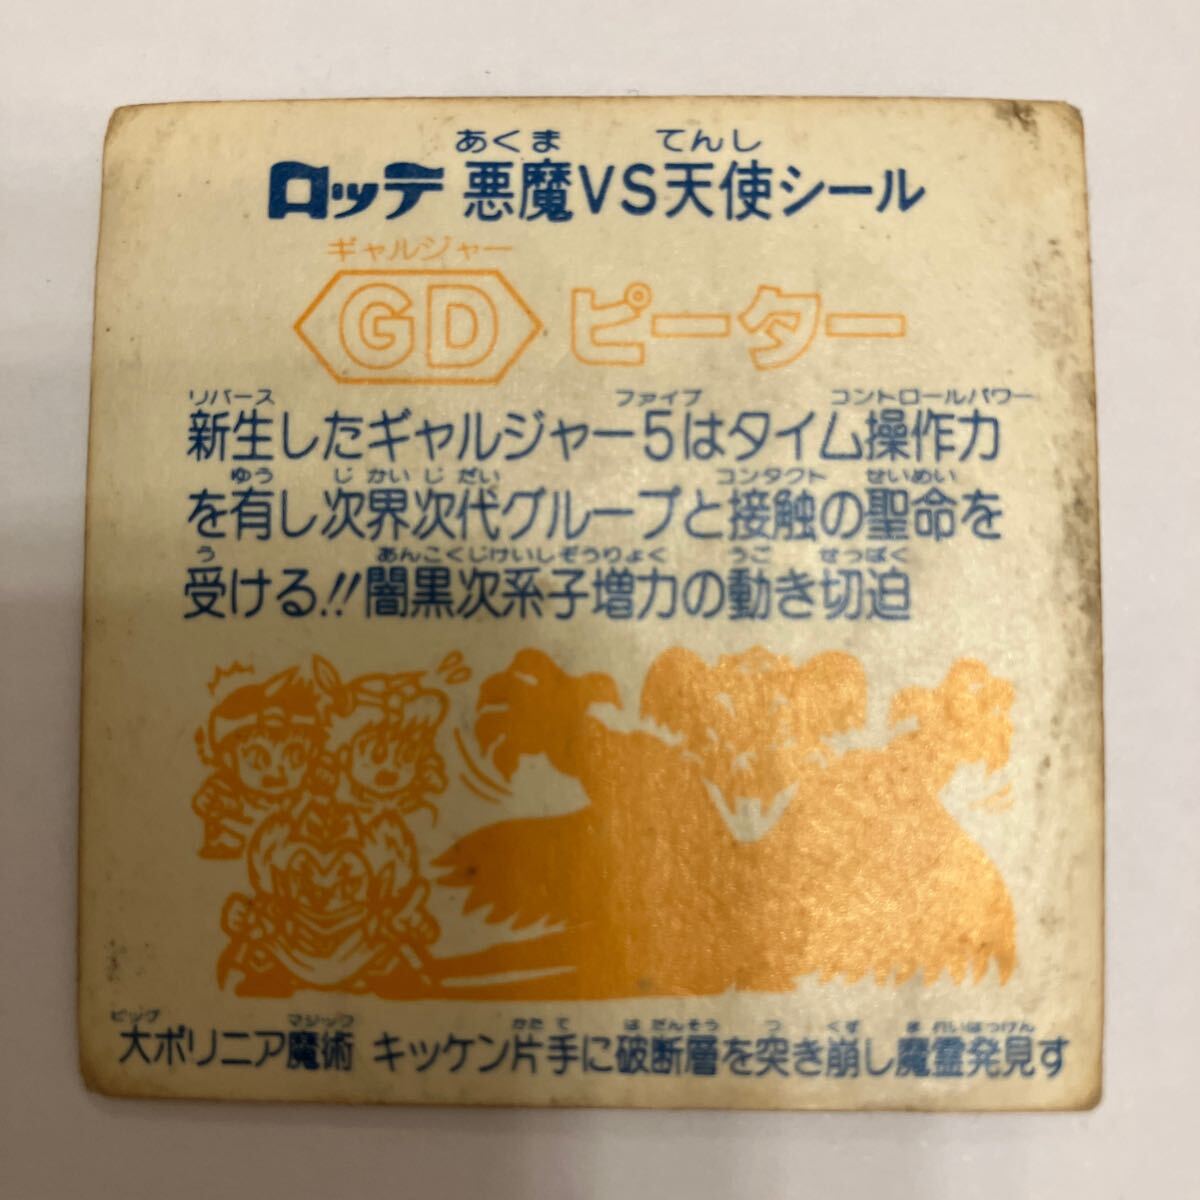 あくま てんし
ロッテ 悪魔VS天使シール
ギャルジャー
GD ピーター
リバース ファイブ コントロールパワー
新生したギャルジャー5はタイム操作力
ゆう じかいじだい コンタクト せいめい
を有し次界次代グループと接触の聖命を
う あんこくじけいしぞうりょく うご せっぱく
受ける!!闇黒次系子増力の動き切迫
ビッグ マジック かたて はだんそう つ くず まれいはっけん
大ポリニア魔術 キッケン片手に破断層を突き崩し魔霊発見す